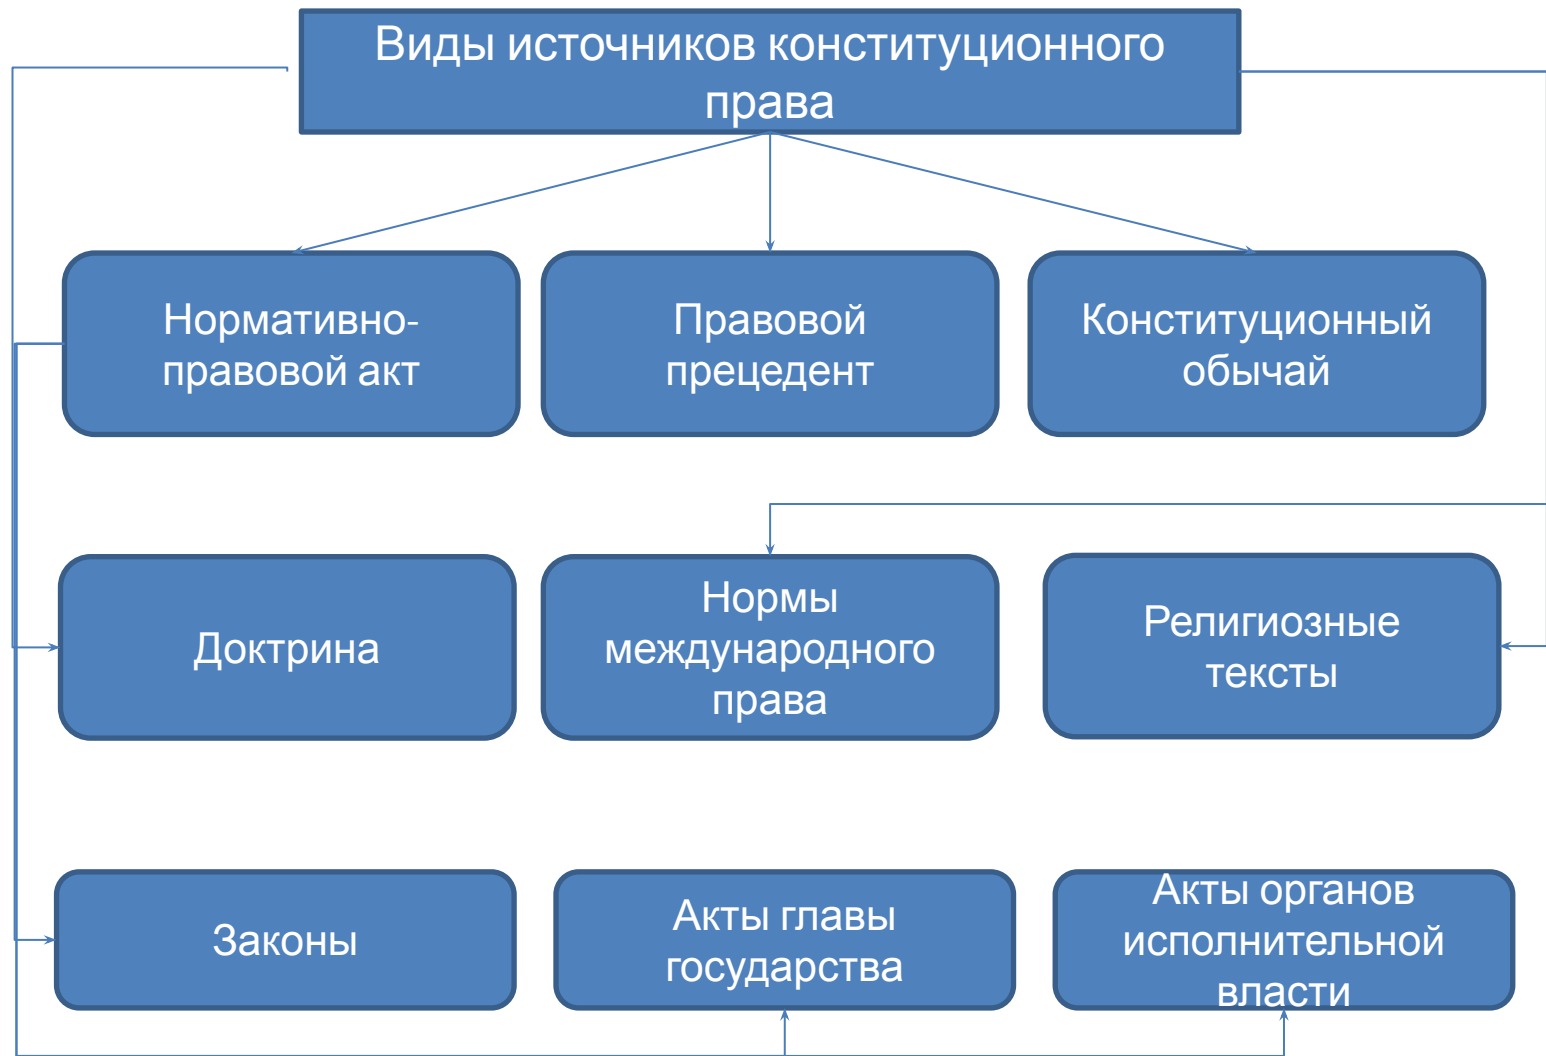 Виды источников конституционного
права
Нормативно-
правовой акт
Правовой
прецедент
Конституционный
обычай
Доктрина
Нормы
международного
права
Религиозные
тексты
Законы
Акты главы
государства
Акты органов
исполнительной
власти